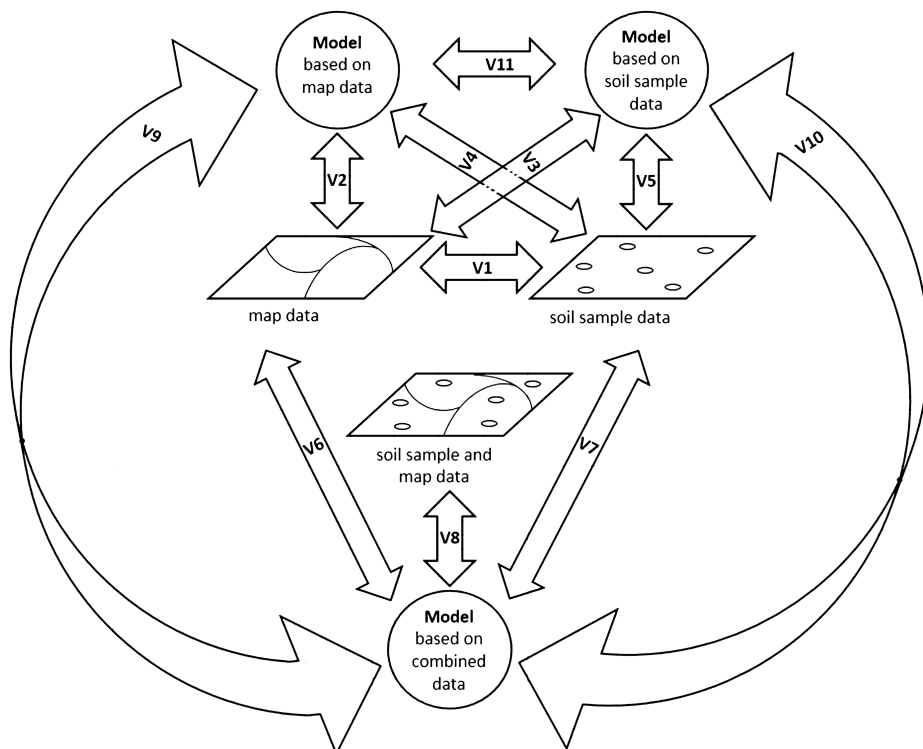 Model
based on
map data
V11
Model
based on
soil sample
data
V9
V10
V2
V4
V3
V5
V1
map data
soil sample data
V6
V7
soil sample and
map data
V8
Model
based on
combined
data